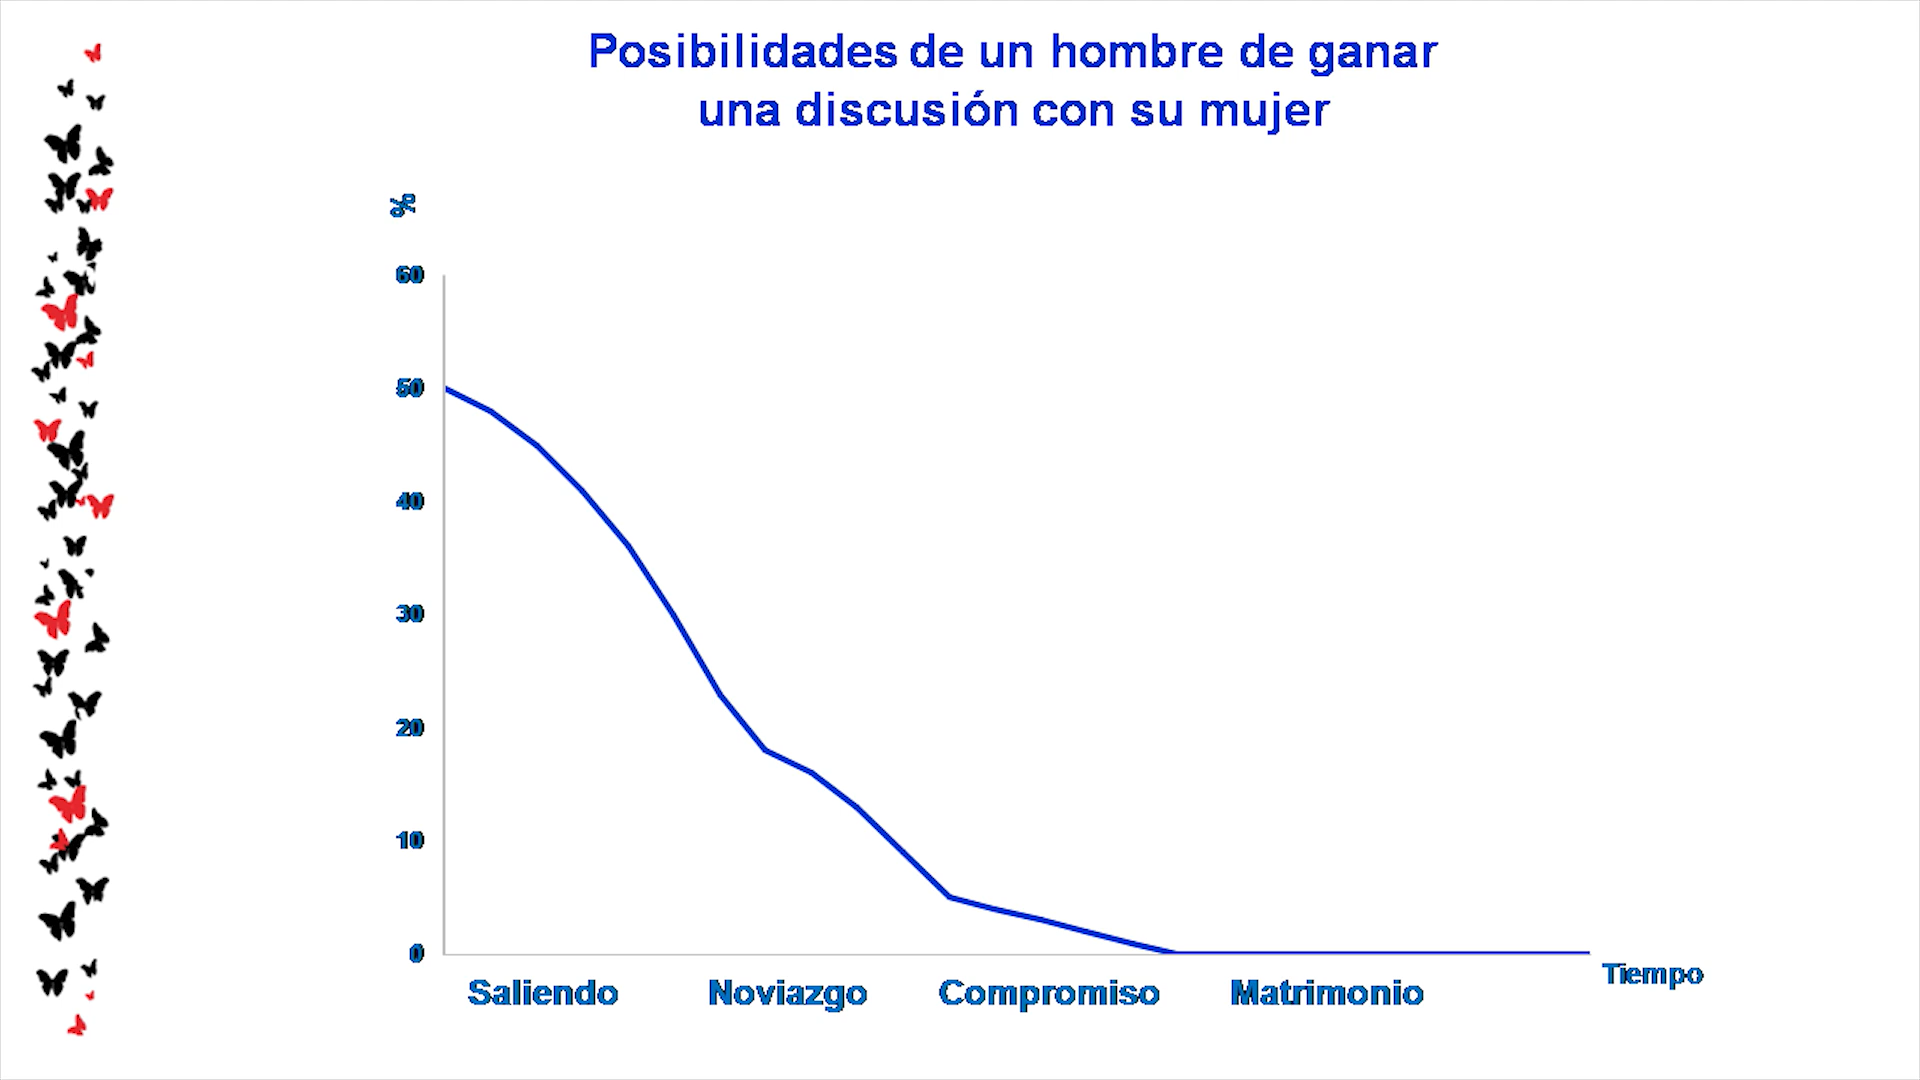 Posibilidades de un hombre de ganar
una discusión con su mujer
%
60
50
40
30
20
10
0
Saliendo Noviazgo Compromiso Matrimonio
Tiempo